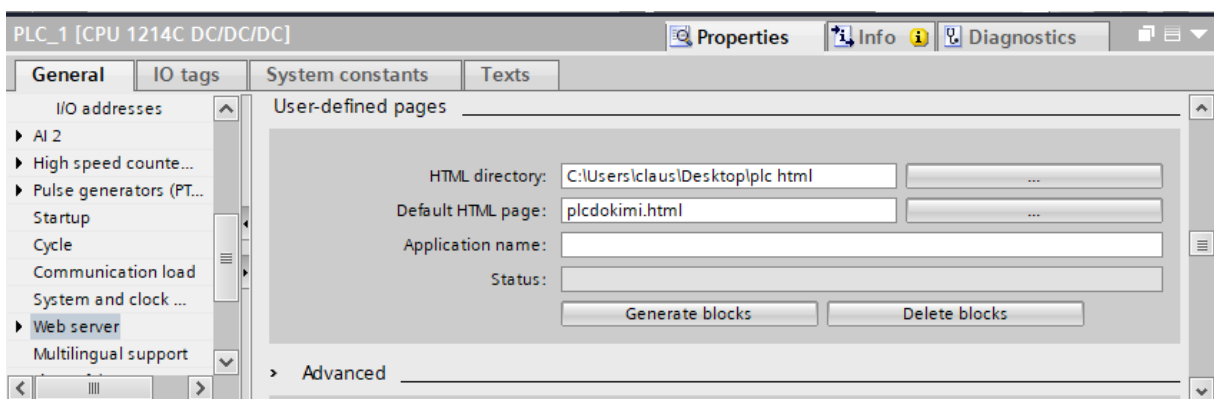 PLC_1 [CPU 1214C DC/DC/DC]
Properties
Info
Diagnostics
General
IO tags
System constants
Texts
I/O addresses
AI 2
High speed counte...
Pulse generators (PT...
Startup
Cycle
Communication load
System and clock ...
Web server
Multilingual support
User-defined pages
HTML directory: C:\Users\claus\Desktop\plc html ...
Default HTML page: plcdokimi.html ...
Application name:
Status:
Generate blocks Delete blocks
Advanced